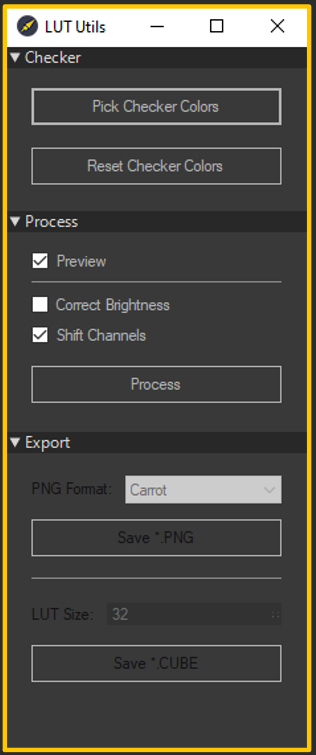 LUT Utils
Checker
Pick Checker Colors
Reset Checker Colors
Process
Preview
Correct Brightness
Shift Channels
Process
Export
PNG Format: Carrot
Save *.PNG
LUT Size: 32
Save *.CUBE